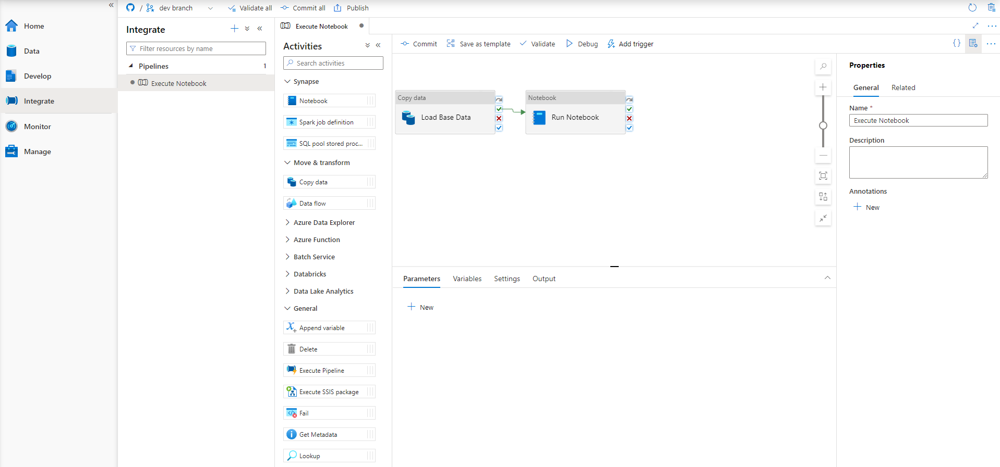 / dev branch Validate all Commit all Publish
Home
Data
Develop
Integrate
Monitor
Manage
Integrate
Filter resources by name
Pipelines 1
Execute Notebook
Execute Notebook
Activities
Search activities
Synapse
Notebook
Spark job definition
SQL pool stored proc...
Move & transform
Copy data
Data flow
Azure Data Explorer
Azure Function
Batch Service
Databricks
Data Lake Analytics
General
Append variable
Delete
Execute Pipeline
Execute SSIS package
Fail
Get Metadata
Lookup
Commit Save as template Validate Debug Add trigger
Copy data
Load Base Data
Notebook
Run Notebook
Parameters Variables Settings Output
New
Properties
General Related
Name *
Execute Notebook
Description
Annotations
New